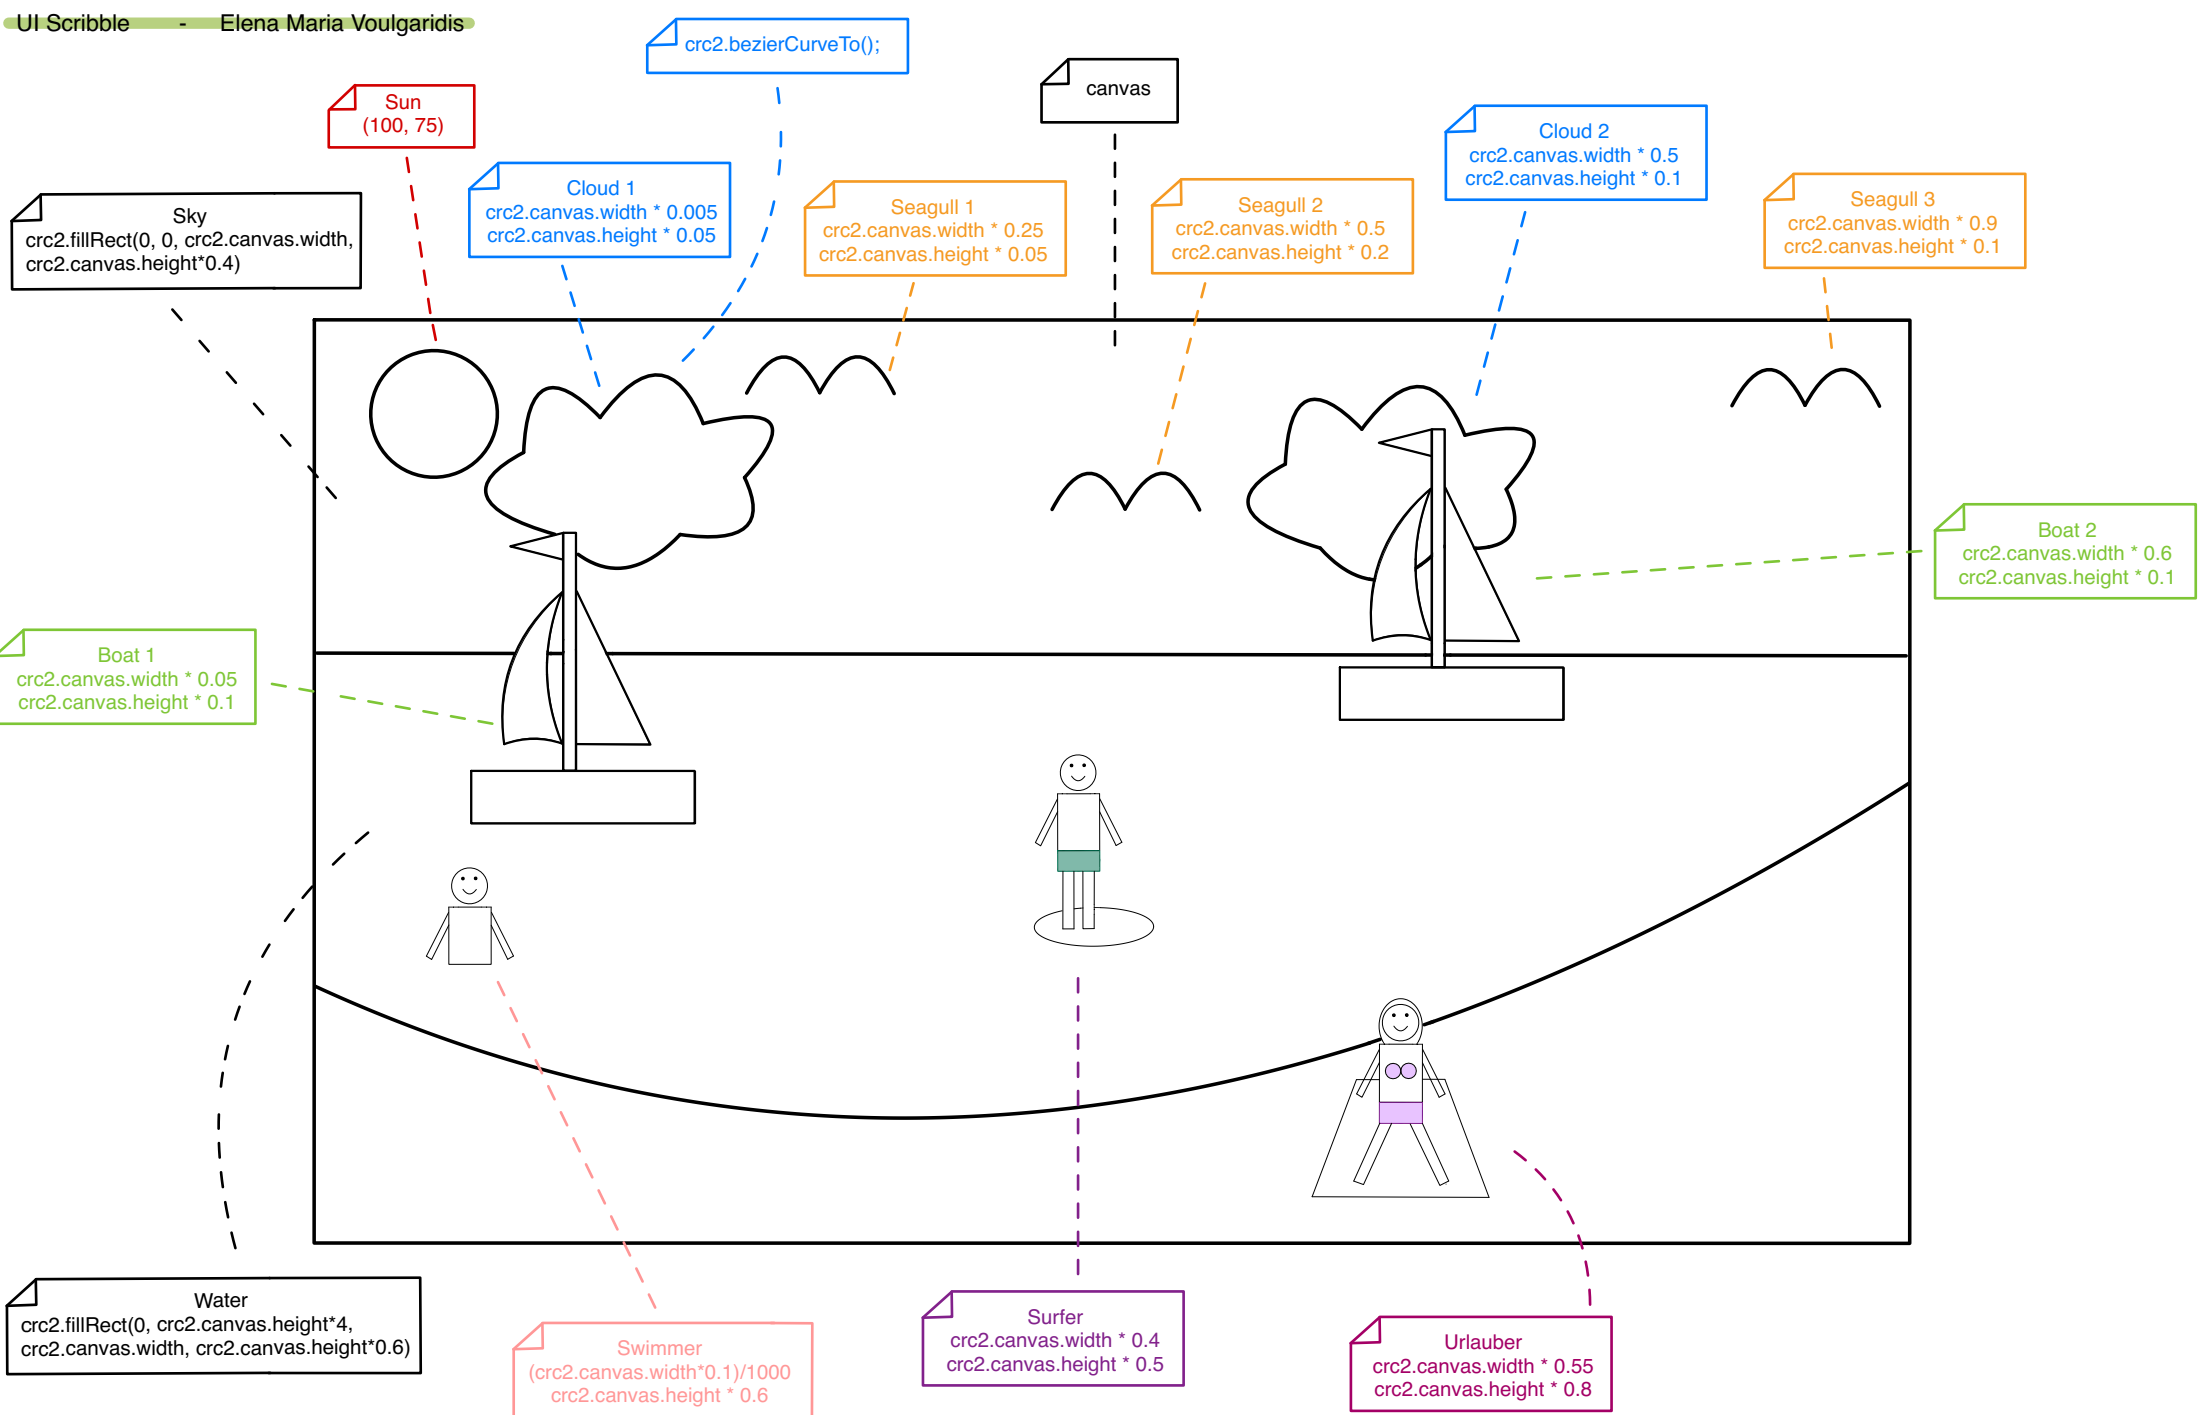 UI Scribble - Elena Maria Voulgaridis
crc2.bezierCurveTo();
canvas
Sun
(100, 75)
Cloud 2
crc2.canvas.width * 0.5
crc2.canvas.height * 0.1
Cloud 1
crc2.canvas.width * 0.005
crc2.canvas.height * 0.05
Seagull 1
crc2.canvas.width * 0.25
crc2.canvas.height * 0.05
Seagull 2
crc2.canvas.width * 0.5
crc2.canvas.height * 0.2
Seagull 3
crc2.canvas.width * 0.9
crc2.canvas.height * 0.1
Sky
crc2.fillRect(0, 0, crc2.canvas.width,
crc2.canvas.height*0.4)
Boat 2
crc2.canvas.width * 0.6
crc2.canvas.height * 0.1
Boat 1
crc2.canvas.width * 0.05
crc2.canvas.height * 0.1
Water
crc2.fillRect(0, crc2.canvas.height*4,
crc2.canvas.width, crc2.canvas.height*0.6)
Swimmer
(crc2.canvas.width*0.1)/1000
crc2.canvas.height * 0.6
Surfer
crc2.canvas.width * 0.4
crc2.canvas.height * 0.5
Urlauber
crc2.canvas.width * 0.55
crc2.canvas.height * 0.8